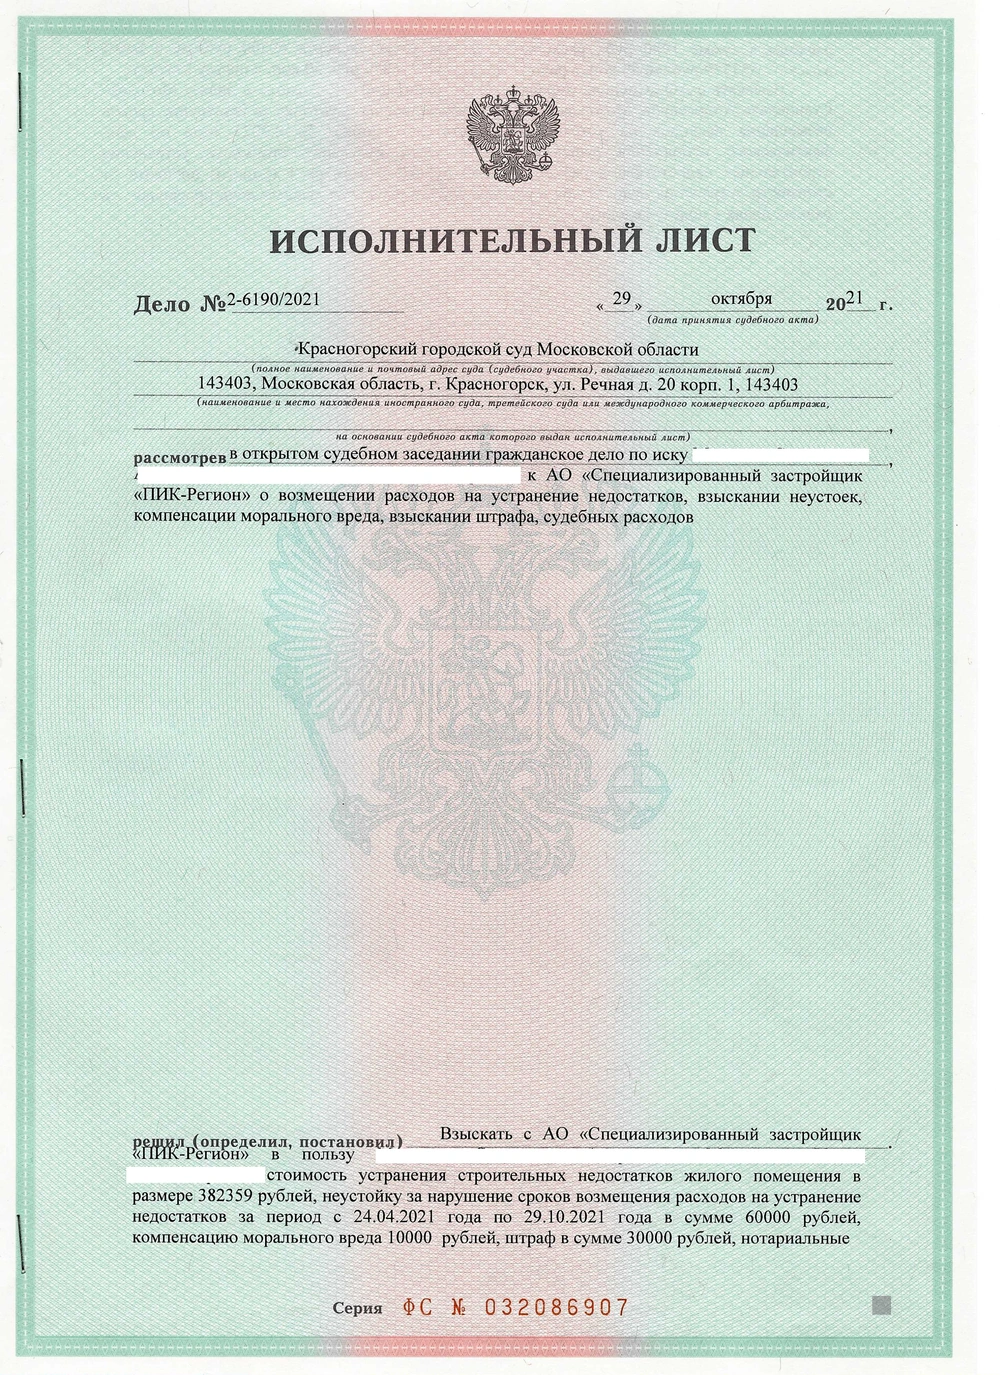 ИСПОЛНИТЕЛЬНЫЙ ЛИСТ
Дело № 2-6190/2021 « 29 » октября 2021 г.
(дата принятия судебного акта)
Красногорский городской суд Московской области
(полное наименование и почтовый адрес суда (судебного участка), выдавшего исполнительный лист)
143403, Московская область, г. Красногорск, ул. Речная д. 20 корп. 1, 143403
(наименование и место нахождения иностранного суда, третейского суда или международного коммерческого арбитража,
,
на основании судебного акта которого выдан исполнительный лист)
рассмотрев в открытом судебном заседании гражданское дело по иску ,
к АО «Специализированный застройщик
«ПИК-Регион» о возмещении расходов на устранение недостатков, взыскании неустоек,
компенсации морального вреда, взыскании штрафа, судебных расходов
решил (определил, постановил) Взыскать с АО «Специализированный застройщик .
«ПИК-Регион» в пользу
стоимость устранения строительных недостатков жилого помещения в
размере 382359 рублей, неустойку за нарушение сроков возмещения расходов на устранение
недостатков за период с 24.04.2021 года по 29.10.2021 года в сумме 60000 рублей,
компенсацию морального вреда 10000 рублей, штраф в сумме 30000 рублей, нотариальные
Серия ФС № 032086907